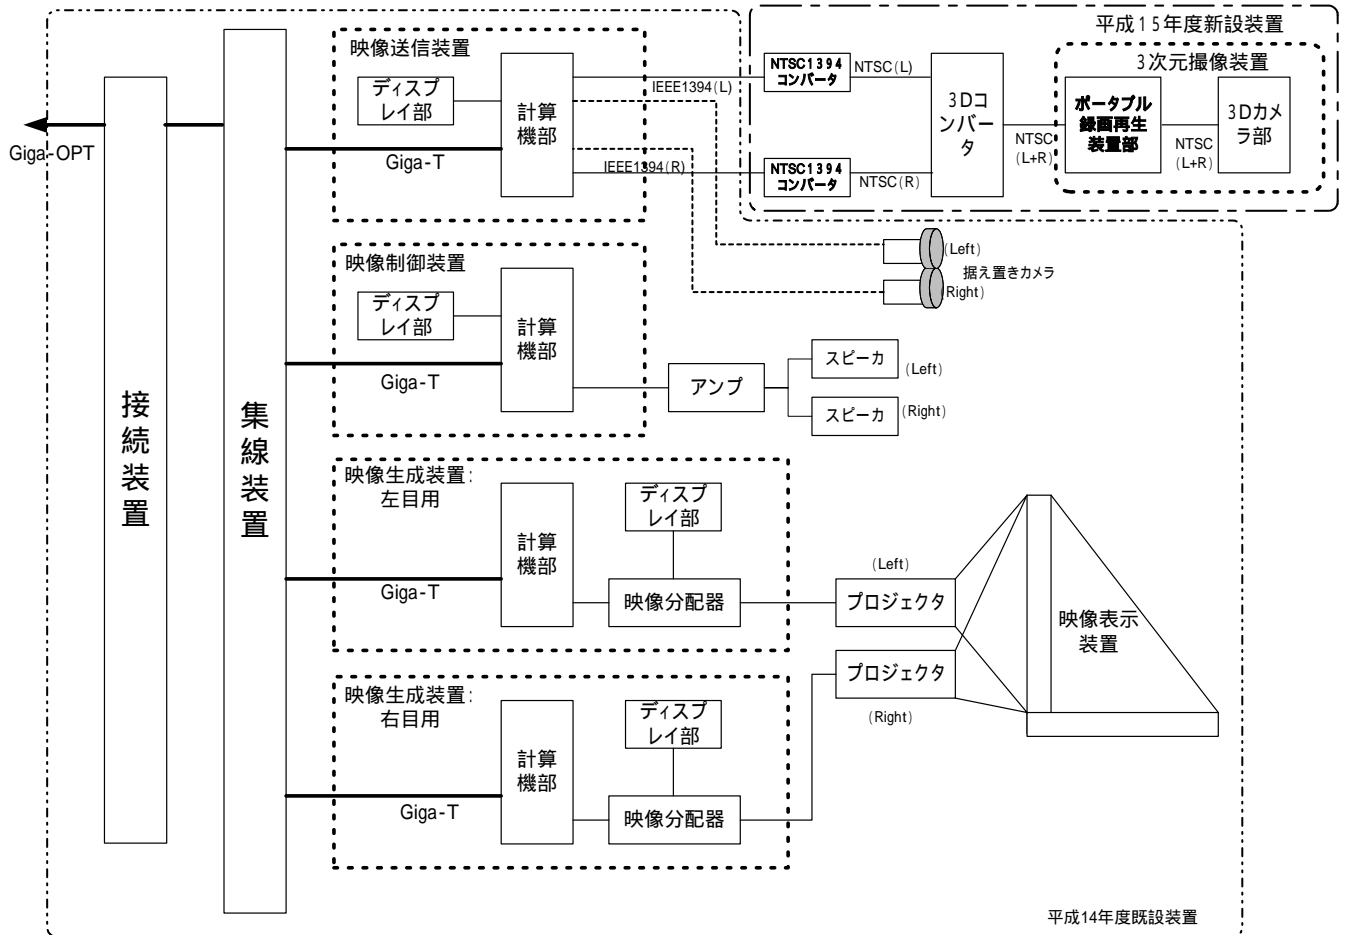 平成15年度新設装置
3次元撮像装置
映像送信装置
ディスプ
レイ部
計算
機部
IEEE1394(L)
IEEE1394(R)
NTSC1394
コンバータ
NTSC(L)
NTSC1394
コンバータ
NTSC(R)
3Dコ
ンバー
タ
NTSC
(L+R)
ポータブル
録画再生
装置部
NTSC
(L+R)
3Dカメ
ラ部
Giga-OPT
Giga-T
(Left)
据え置きカメラ
(Right)
映像制御装置
ディスプ
レイ部
計算
機部
Giga-T
アンプ
スピーカ
(Left)
スピーカ
(Right)
接続装置
集線装置
映像生成装置:
左目用
ディスプ
レイ部
計算
機部
Giga-T
映像分配器
(Left)
プロジェクタ
映像表示
装置
プロジェクタ
(Right)
映像生成装置:
右目用
ディスプ
レイ部
計算
機部
Giga-T
映像分配器
平成14年度既設装置